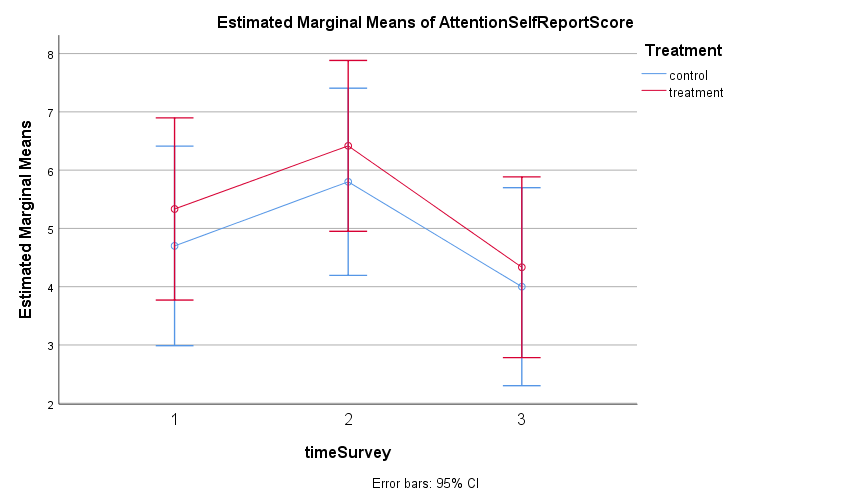 Estimated Marginal Means of AttentionSelfReportScore
Treatment
control
treatment
Estimated Marginal Means
8
7
6
5
4
3
2
1 2 3
timeSurvey
Error bars: 95% CI